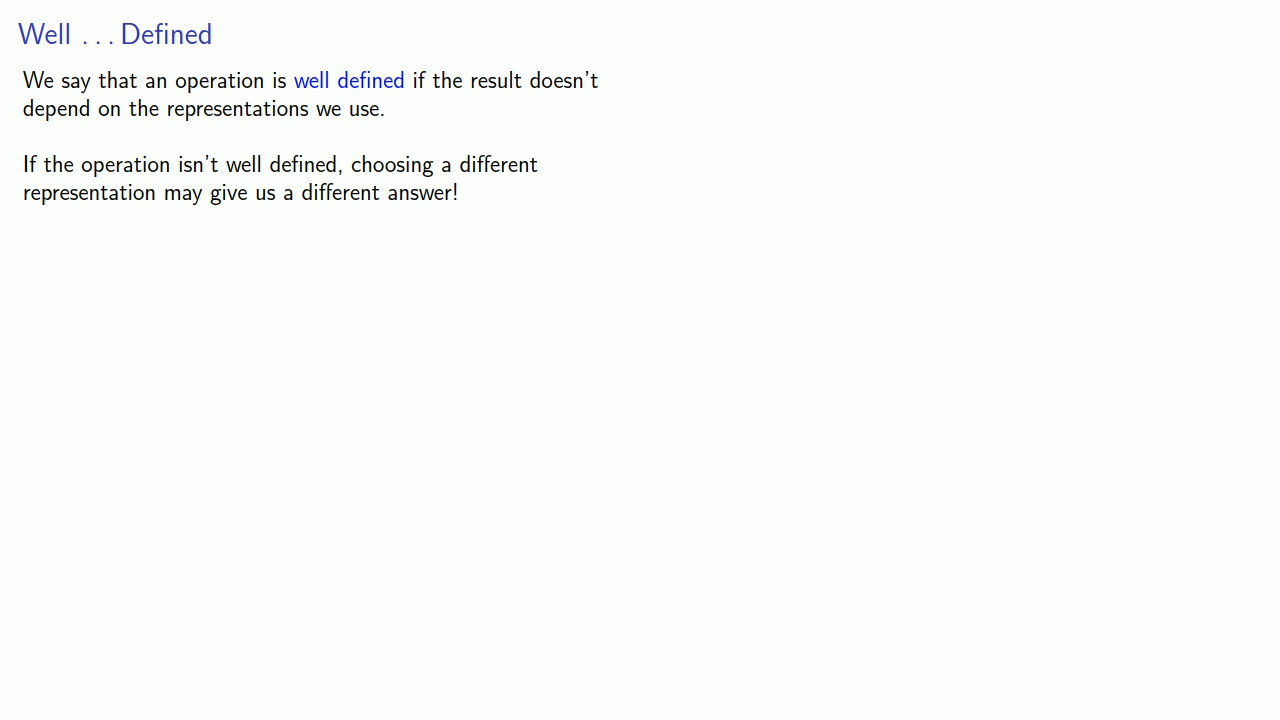 Well . . . Defined
We say that an operation is well defined if the result doesn't
depend on the representations we use.
If the operation isn't well defined, choosing a different
representation may give us a different answer!